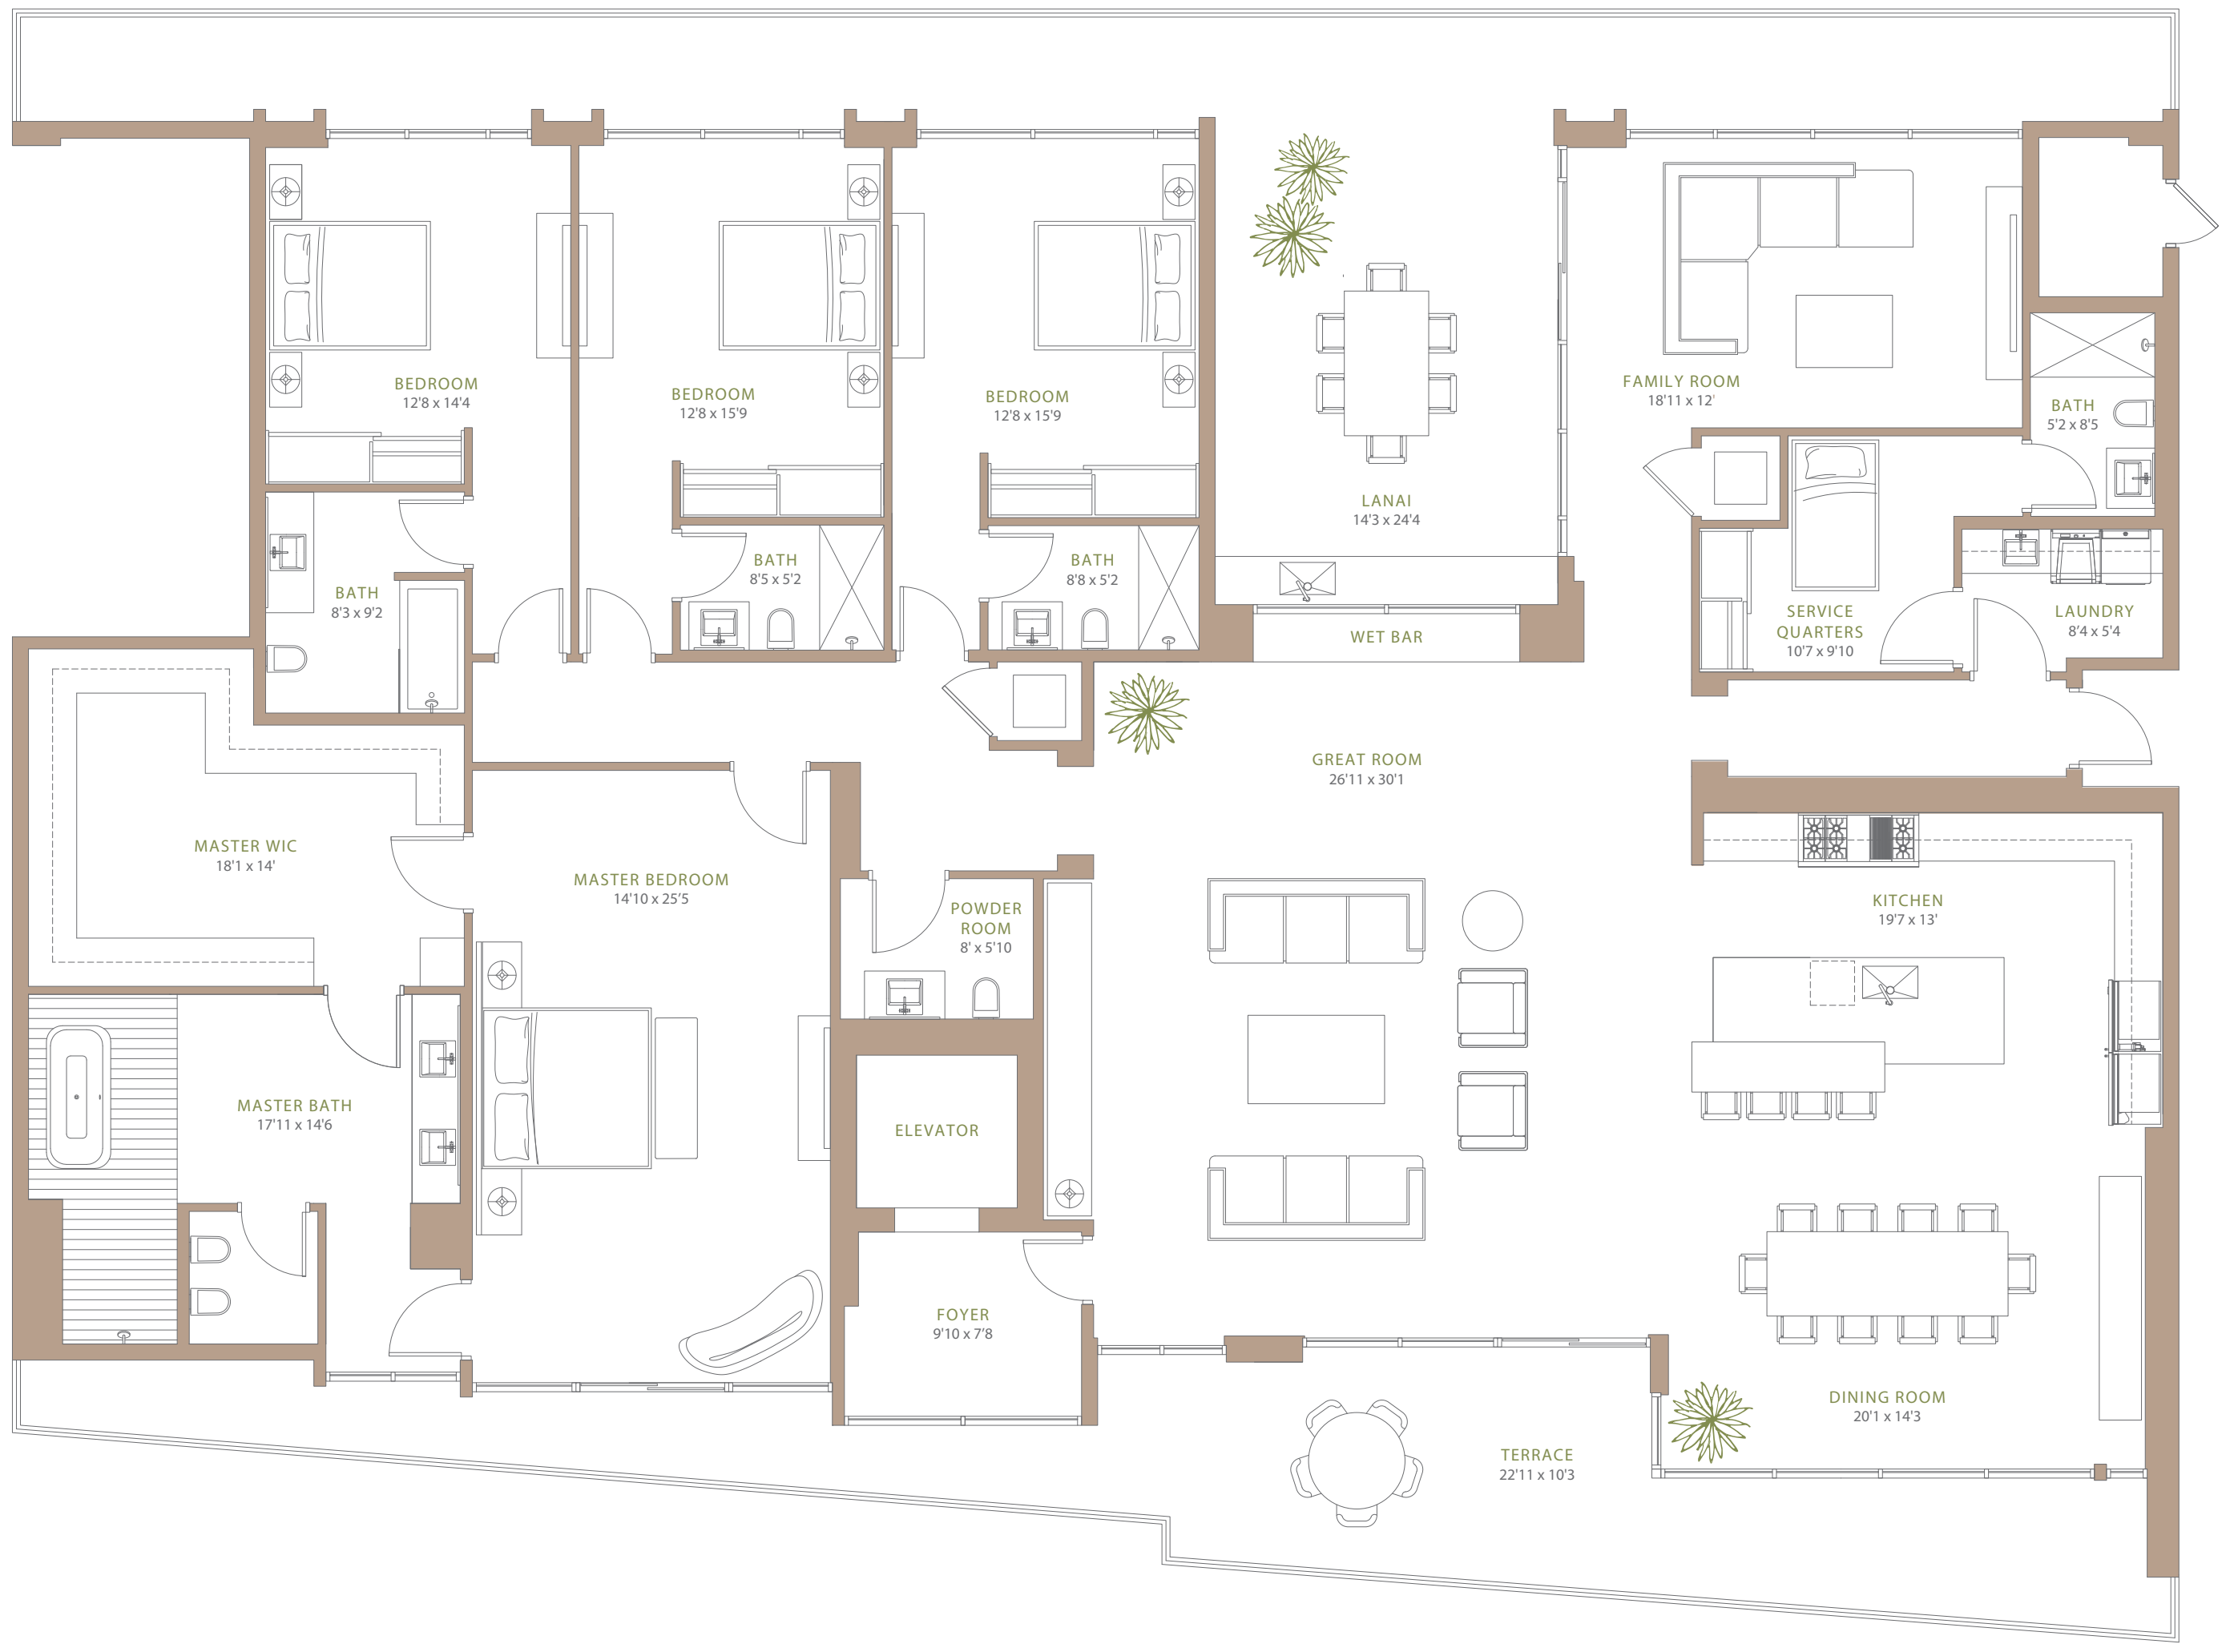 BEDROOM
12'8 x 14'4
BEDROOM
12'8 x 15'9
BEDROOM
12'8 x 15'9
FAMILY ROOM
18'11 x 12'
BATH
5'2 x 8'5
LANAI
14'3 x 24'4
BATH
8'3 x 9'2
BATH
8'5 x 5'2
BATH
8'8 x 5'2
WET BAR
SERVICE
QUARTERS
10'7 x 9'10
LAUNDRY
8'4 x 5'4
GREAT ROOM
26'11 x 30'1
MASTER WIC
18'1 x 14'
MASTER BEDROOM
14'10 x 25'5
POWDER
ROOM
8' x 5'10
KITCHEN
19'7 x 13'
MASTER BATH
17'11 x 14'6
ELEVATOR
FOYER
9'10 x 7'8
DINING ROOM
20'1 x 14'3
TERRACE
22'11 x 10'3